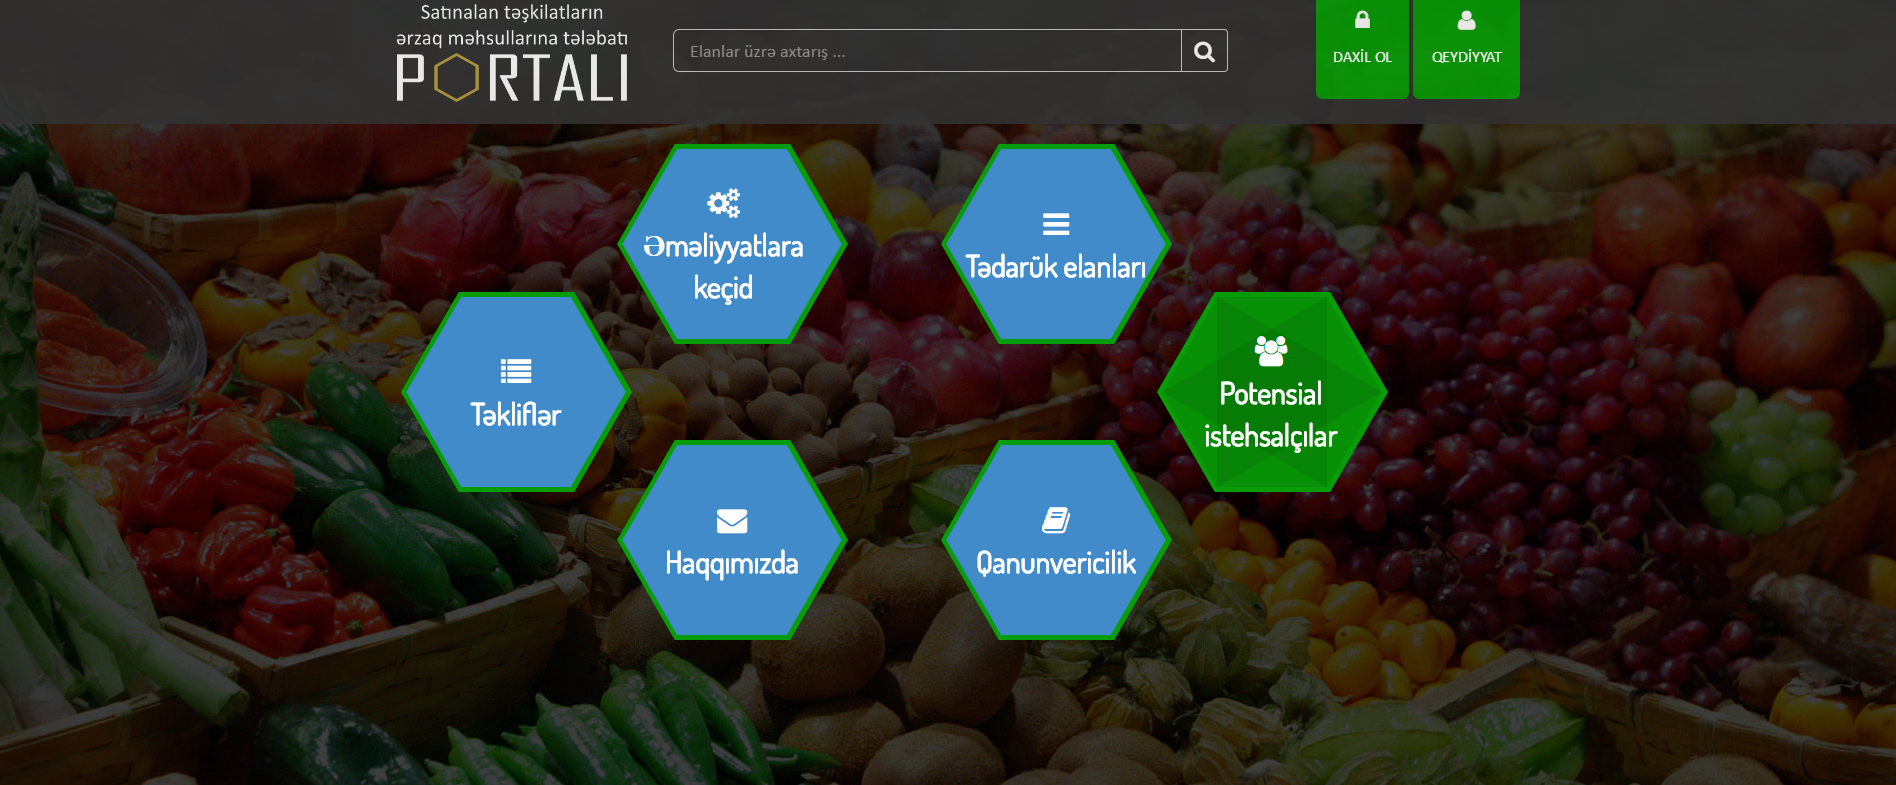 Satınalan təşkilatların
ərzaq məhsullarına tələbatı
PORTALI
Elanlar üzrə axtarış ...
DAXİL OL
QEYDİYYAT
Əməliyyatlara
keçid
Tədarük elanları
Təkliflər
Potensial
istehsalçılar
Haqqımızda
Qanunvericilik